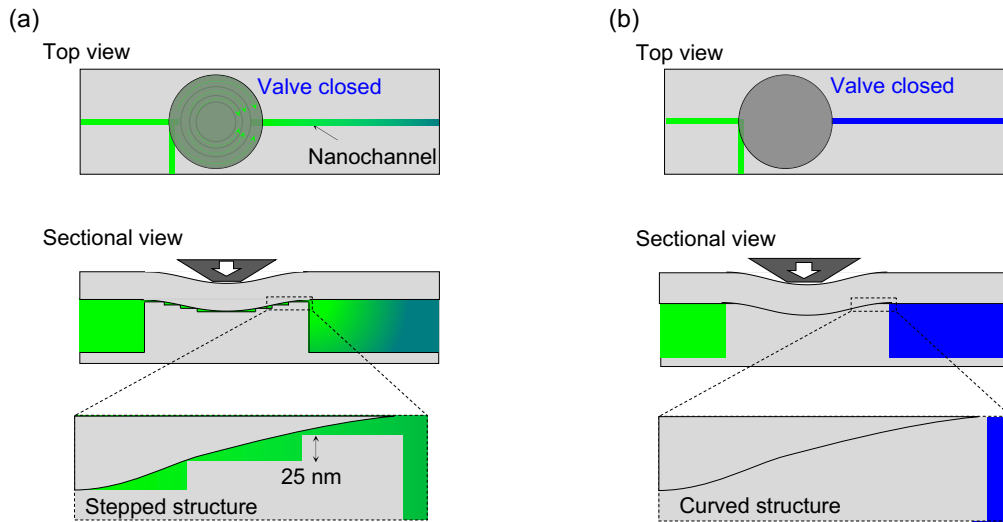 (a)
Top view
Valve closed
Nanochannel
Sectional view
25 nm
Stepped structure
(b)
Top view
Valve closed
Sectional view
Curved structure